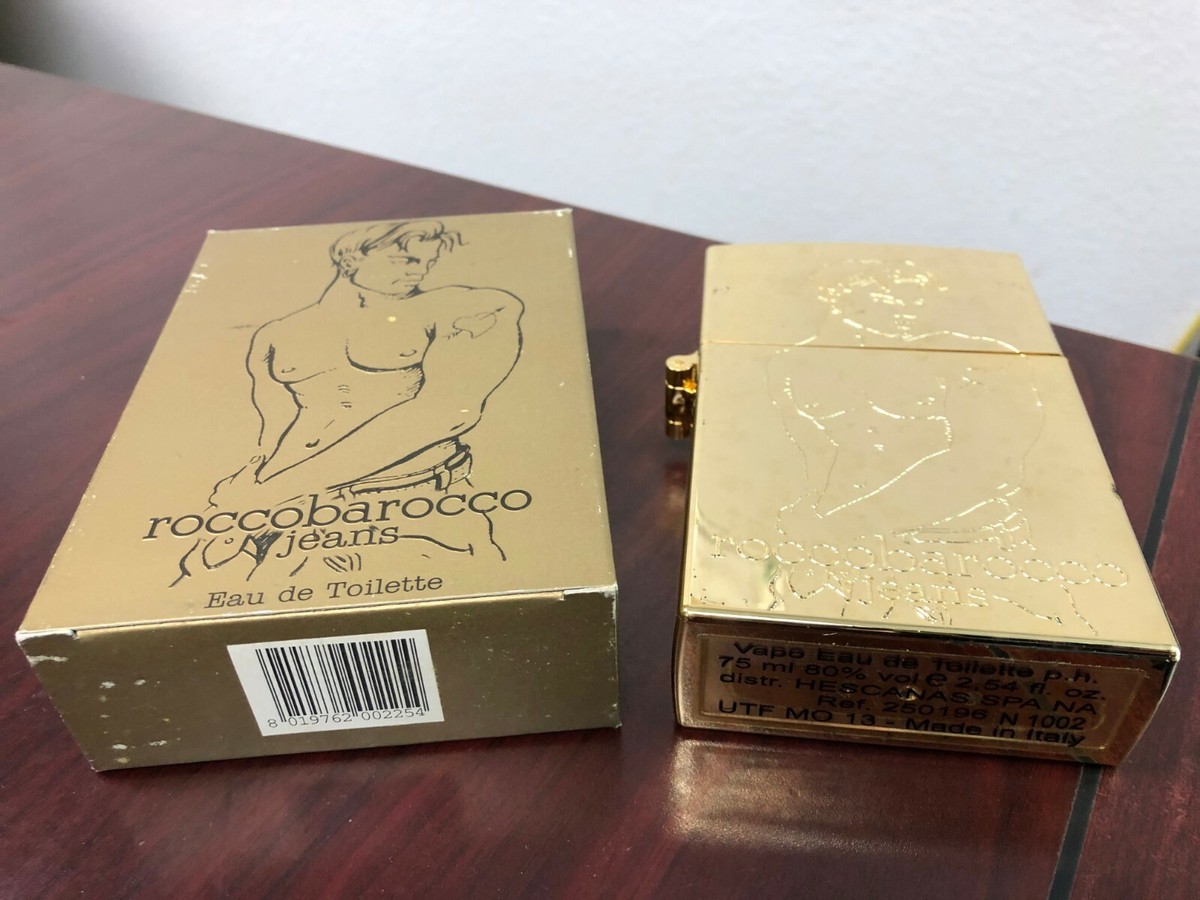 roccobarocco
jeans
Eau de Toilette
8 019762 002254
roccobarocco
jeans
Vapo Eau de Toilette p.h.
75 ml 80% vol e 2.54 fl. oz.
distr. HESCANAS SPA NA
Ref. 250196 N 1002
UTF MO 13 - Made in Italy